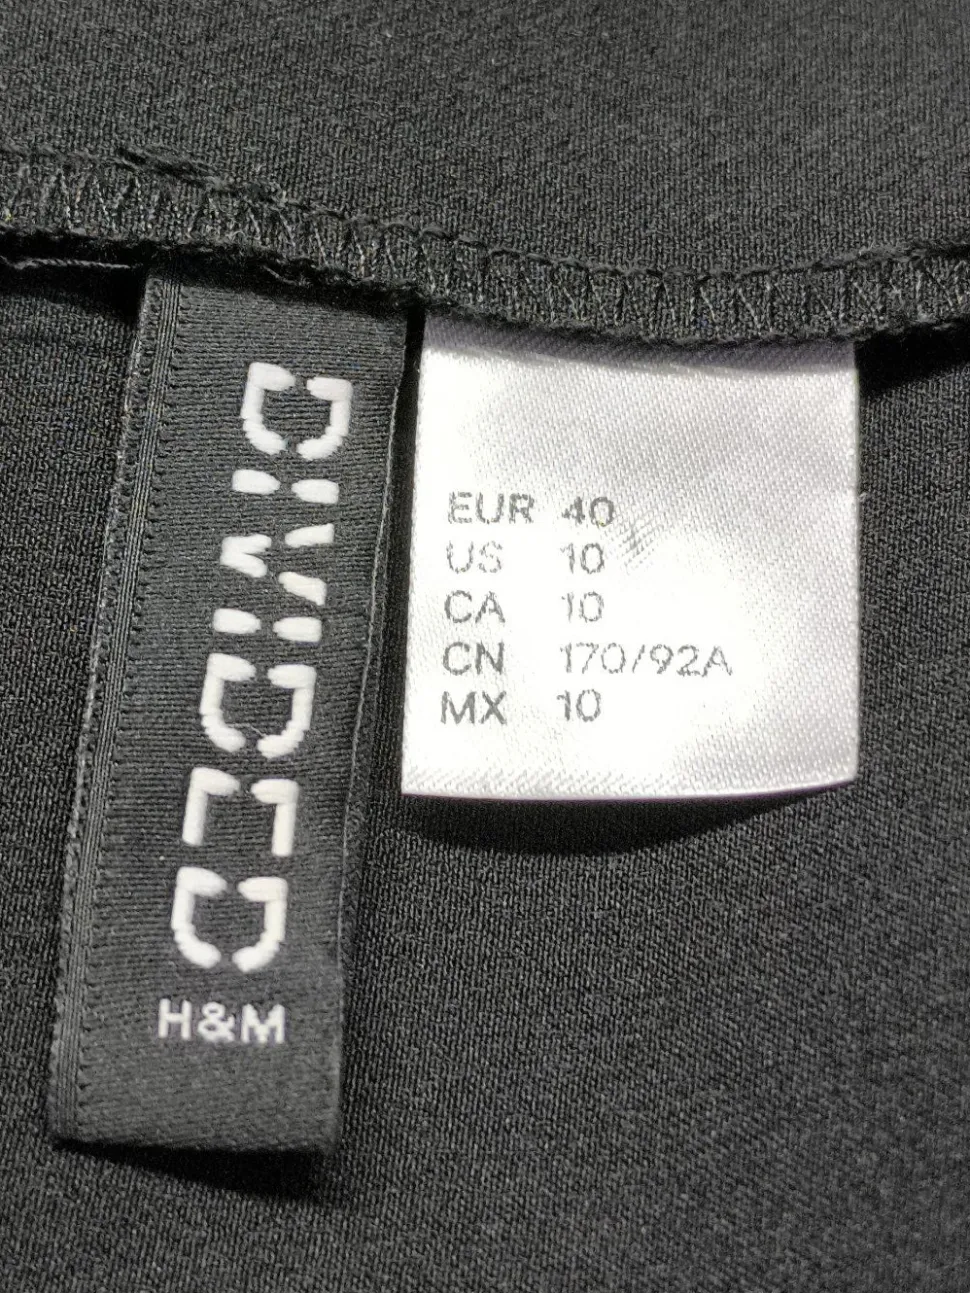 DIVIDED
H&M
EUR 40
US 10
CA 10
CN 170/92A
MX 10